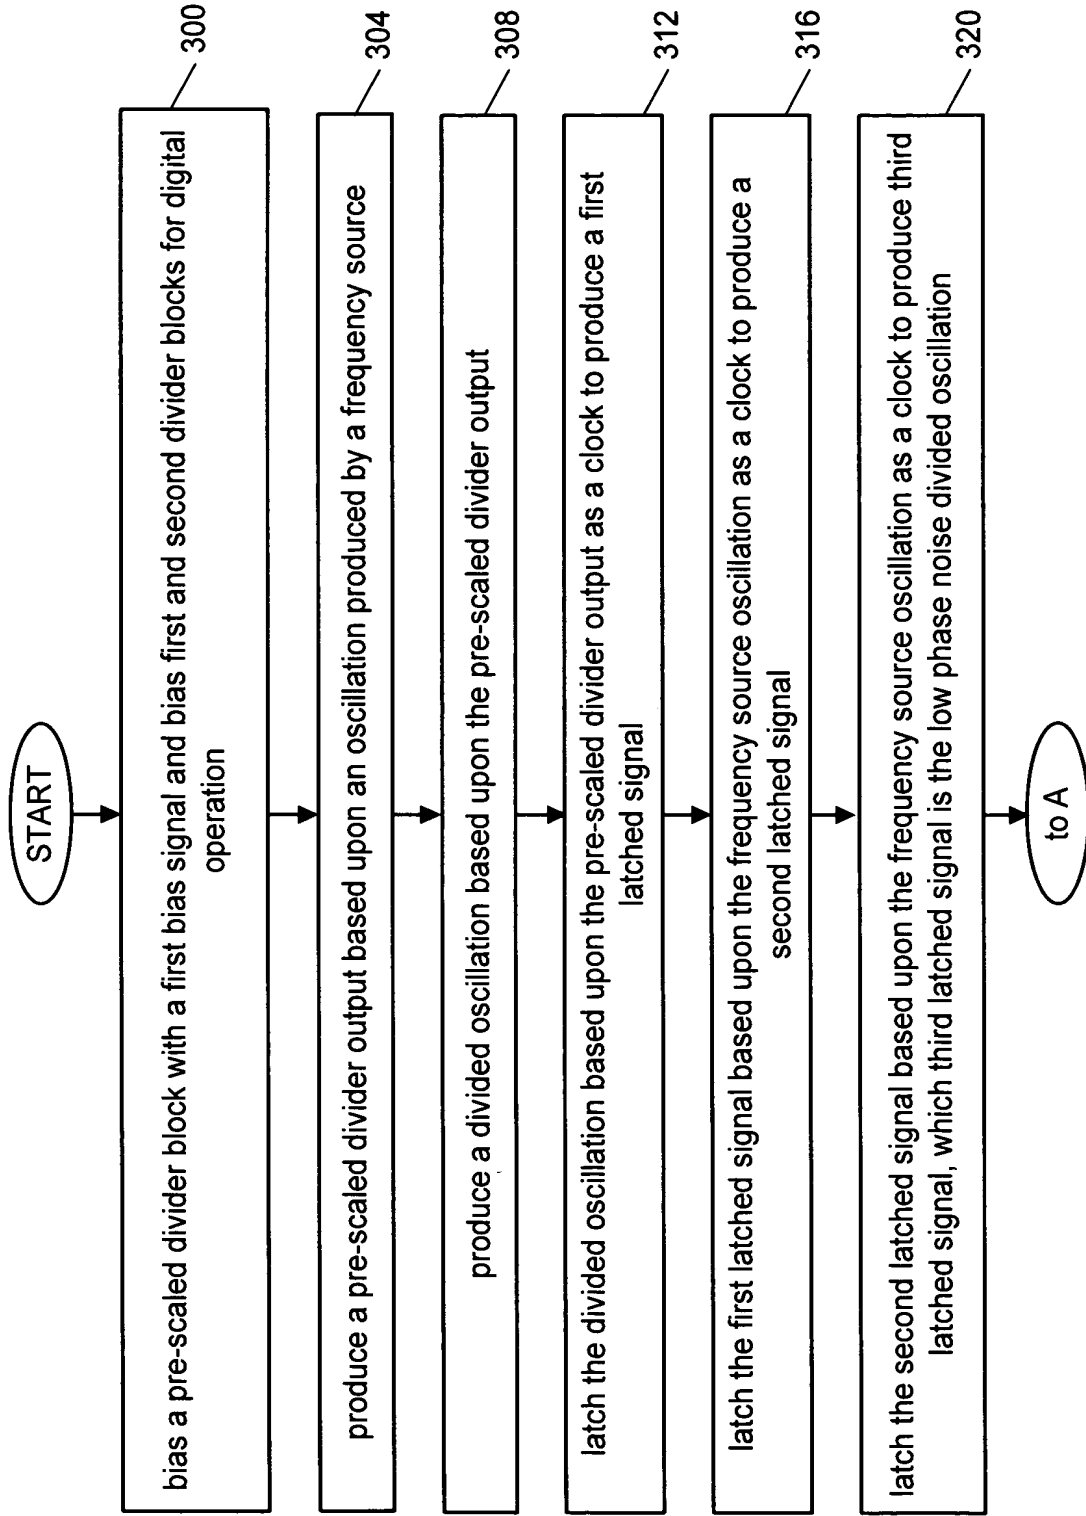 START
300
bias a pre-scaled divider block with a first bias signal and bias first and second divider blocks for digital
operation
304
produce a pre-scaled divider output based upon an oscillation produced by a frequency source
308
produce a divided oscillation based upon the pre-scaled divider output
312
latch the divided oscillation based upon the pre-scaled divider output as a clock to produce a first
latched signal
316
latch the first latched signal based upon the frequency source oscillation as a clock to produce a
second latched signal
320
latch the second latched signal based upon the frequency source oscillation as a clock to produce third
latched signal, which third latched signal is the low phase noise divided oscillation
to A